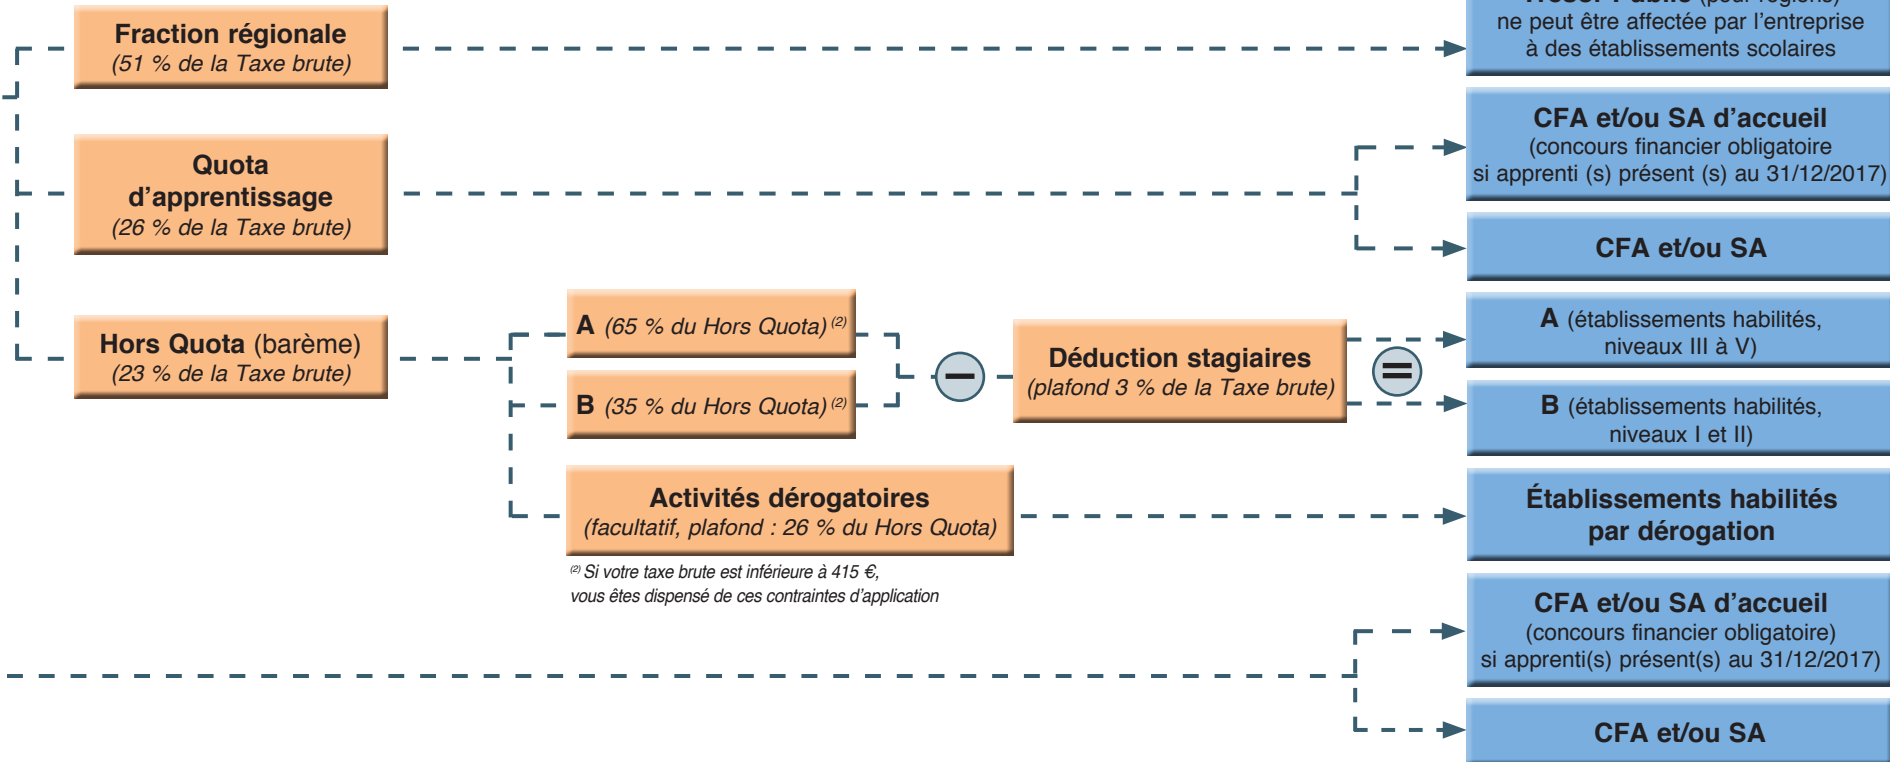 Trésor Public (pour régions)
ne peut être affectée par l'entreprise
à des établissements scolaires
Fraction régionale
(51 % de la Taxe brute)
CFA et/ou SA d'accueil
(concours financier obligatoire
si apprenti (s) présent (s) au 31/12/2017)
Quota
d'apprentissage
(26 % de la Taxe brute)
CFA et/ou SA
Hors Quota (barème)
(23 % de la Taxe brute)
A (65 % du Hors Quota) (2)
B (35 % du Hors Quota) (2)
−
Déduction stagiaires
(plafond 3 % de la Taxe brute)
=
A (établissements habilités,
niveaux III à V)
B (établissements habilités,
niveaux I et II)
Activités dérogatoires
(facultatif, plafond : 26 % du Hors Quota)
Établissements habilités
par dérogation
(2) Si votre taxe brute est inférieure à 415 €,
vous êtes dispensé de ces contraintes d'application
CFA et/ou SA d'accueil
(concours financier obligatoire)
si apprenti(s) présent(s) au 31/12/2017)
CFA et/ou SA